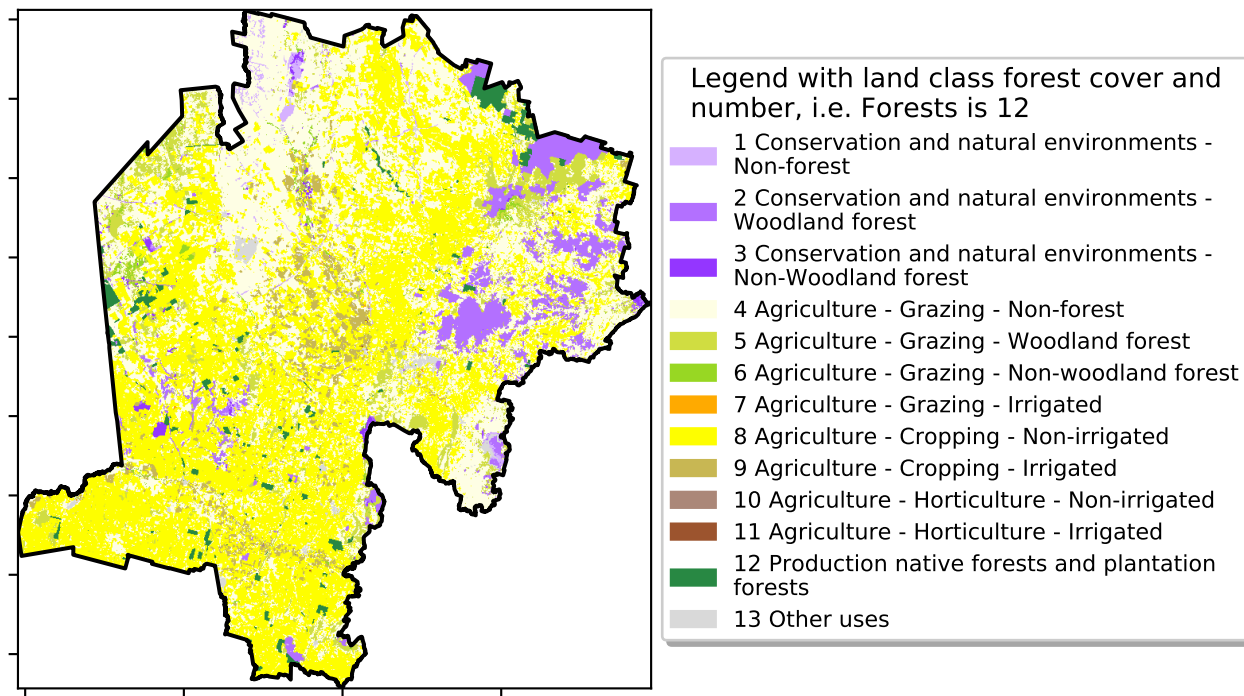 Legend with land class forest cover and
number, i.e. Forests is 12
1 Conservation and natural environments -
Non-forest
2 Conservation and natural environments -
Woodland forest
3 Conservation and natural environments -
Non-Woodland forest
4 Agriculture - Grazing - Non-forest
5 Agriculture - Grazing - Woodland forest
6 Agriculture - Grazing - Non-woodland forest
7 Agriculture - Grazing - Irrigated
8 Agriculture - Cropping - Non-irrigated
9 Agriculture - Cropping - Irrigated
10 Agriculture - Horticulture - Non-irrigated
11 Agriculture - Horticulture - Irrigated
12 Production native forests and plantation
forests
13 Other uses